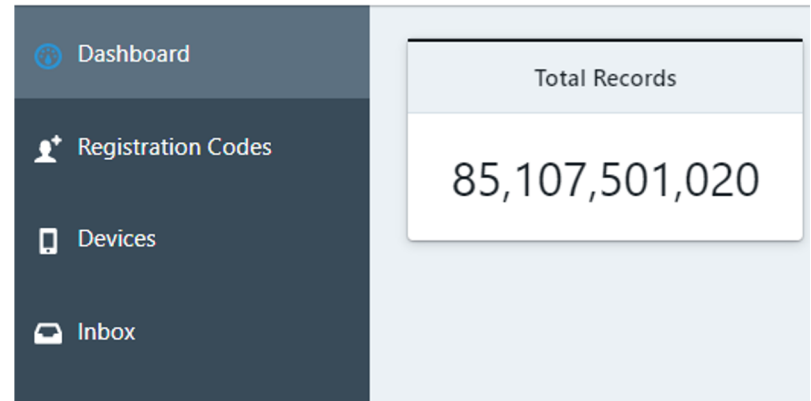 Dashboard
Registration Codes
Devices
Inbox
Total Records
85,107,501,020